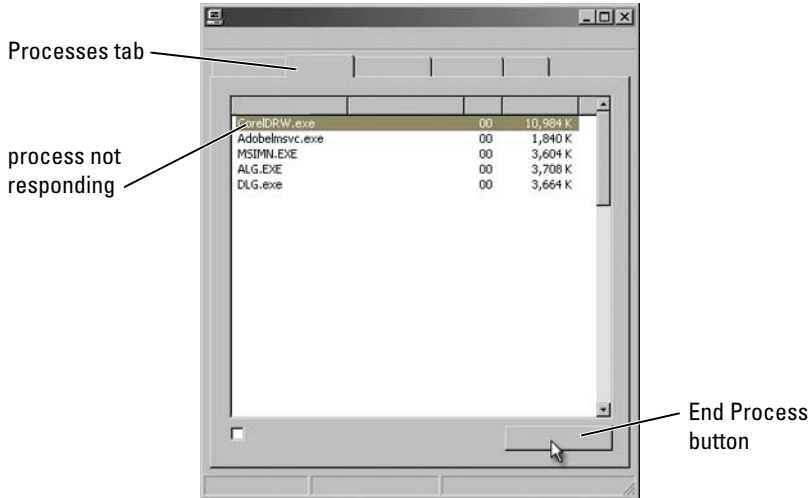 Processes tab
process not
responding
CorelDRW.exe 00 10,984 K
Adobelmsvc.exe 00 1,840 K
MSIMN.EXE 00 3,604 K
ALG.EXE 00 3,708 K
DLG.exe 00 3,664 K
End Process
button